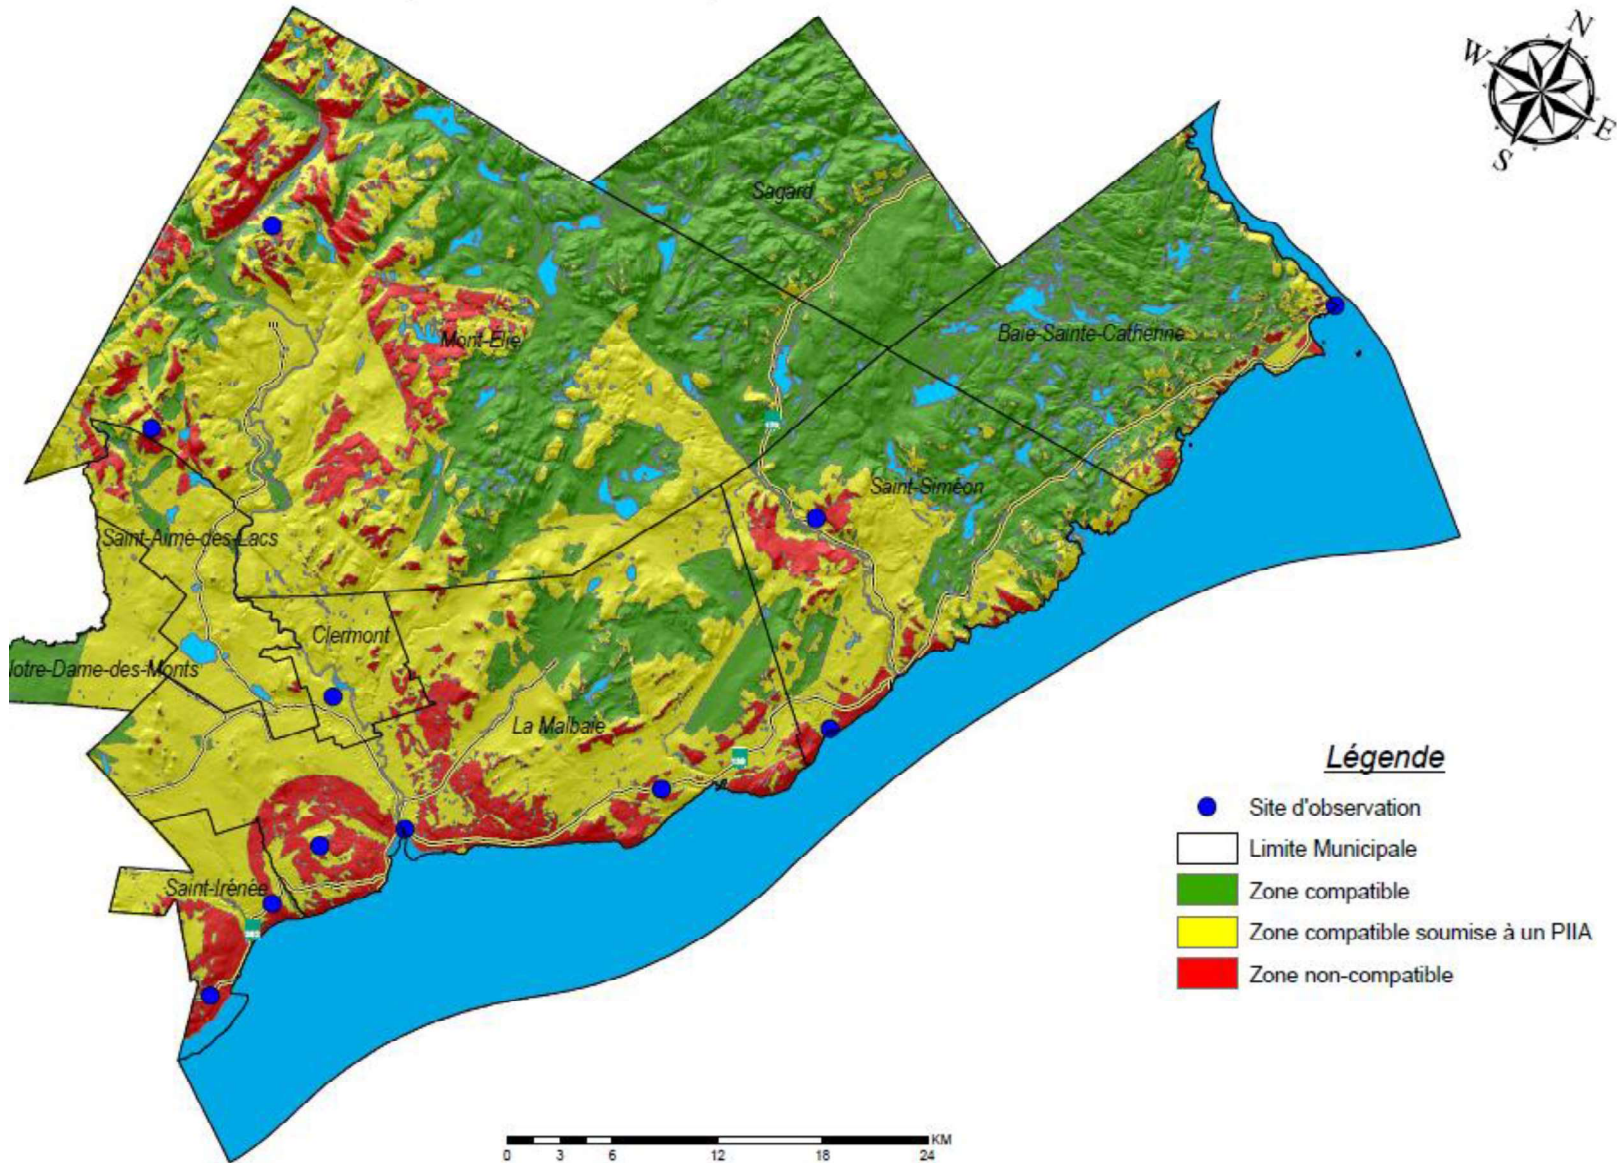 N
W
E
S
Sagard
Mont-Élie
Baie-Sainte-Catherine
Saint-Siméon
Saint-Aimé-des-Lacs
Clermont
Notre-Dame-des-Monts
La Malbaie
Saint-Irénée
Légende
Site d'observation
Limite Municipale
Zone compatible
Zone compatible soumise à un PIIA
Zone non-compatible
KM
0 3 6 12 18 24